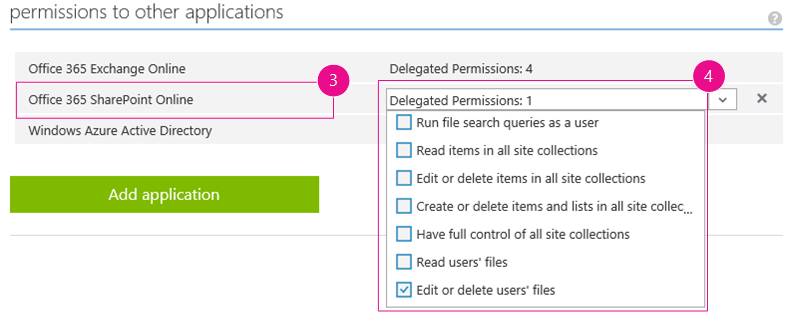 permissions to other applications
?
Office 365 Exchange Online Delegated Permissions: 4
3
4
Office 365 SharePoint Online Delegated Permissions: 1
Run file search queries as a user
Windows Azure Active Directory
Read items in all site collections
Edit or delete items in all site collections
Add application
Create or delete items and lists in all site collec...
Have full control of all site collections
Read users' files
Edit or delete users' files